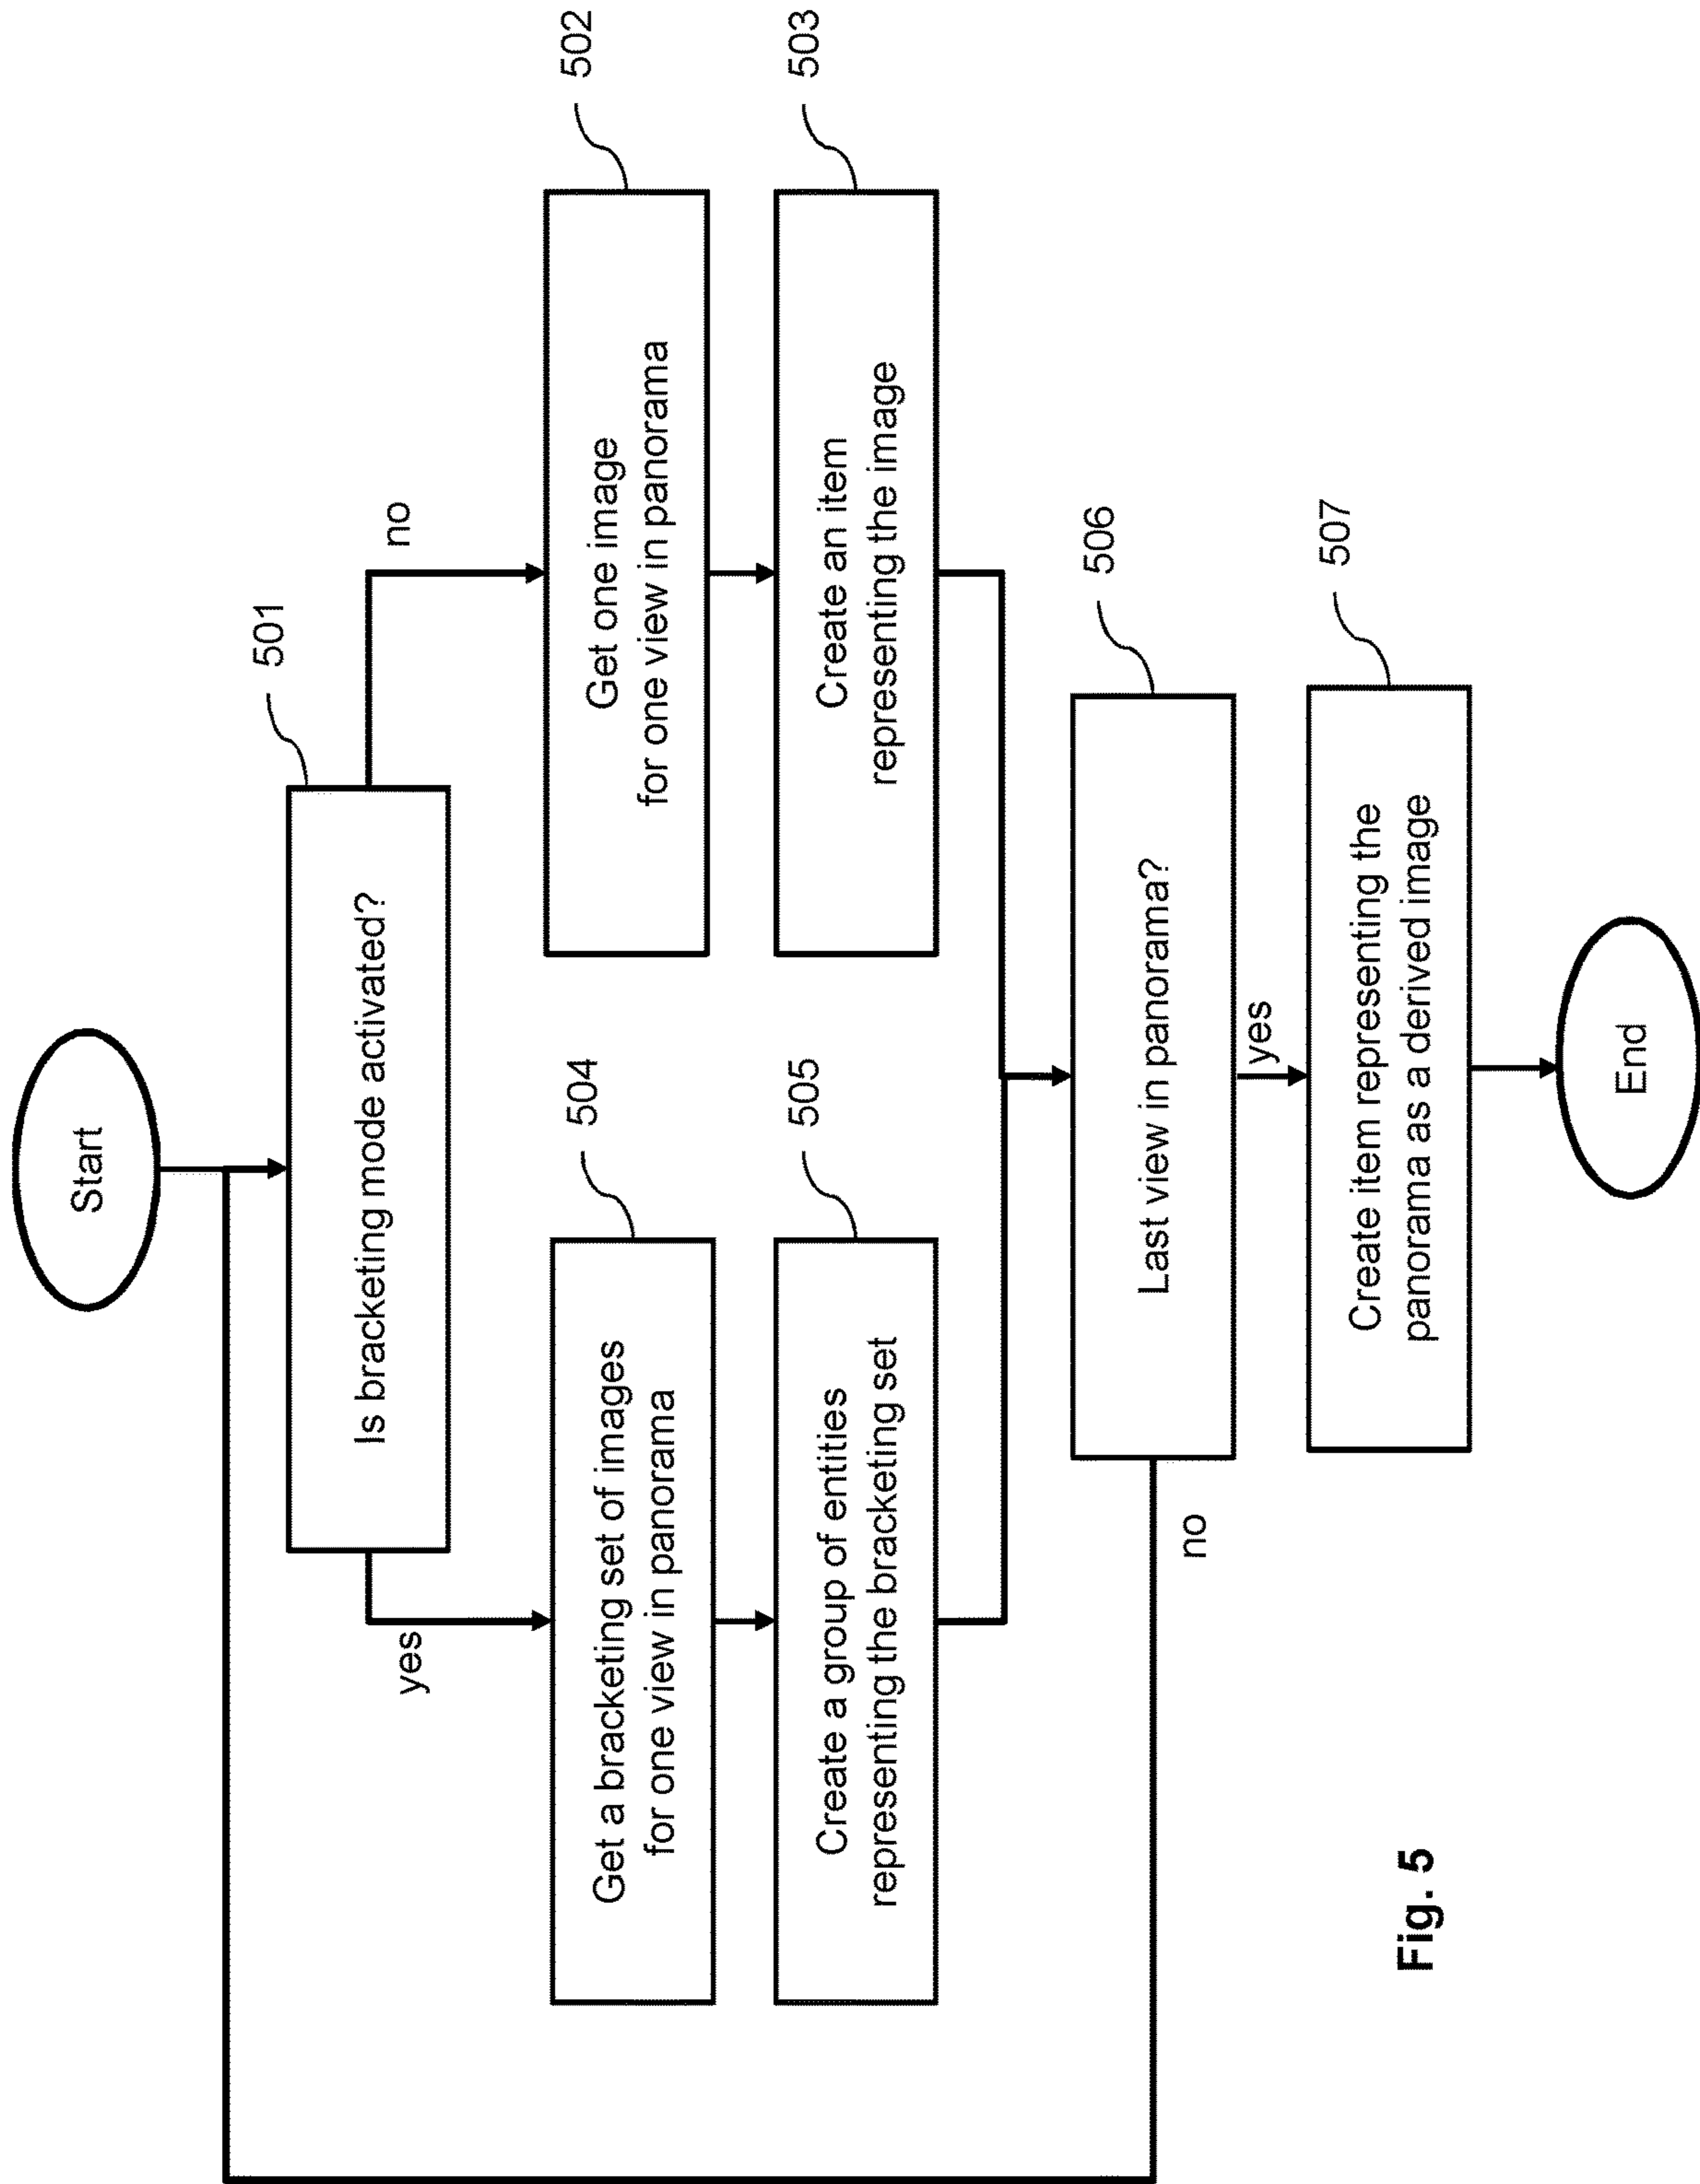 Start
501
Is bracketing mode activated?
yes
no
504
Get a bracketing set of images
for one view in panorama
502
Get one image
for one view in panorama
505
Create a group of entities
representing the bracketing set
503
Create an item
representing the image
506
Last view in panorama?
no
yes
507
Create item representing the
panorama as a derived image
End
Fig. 5